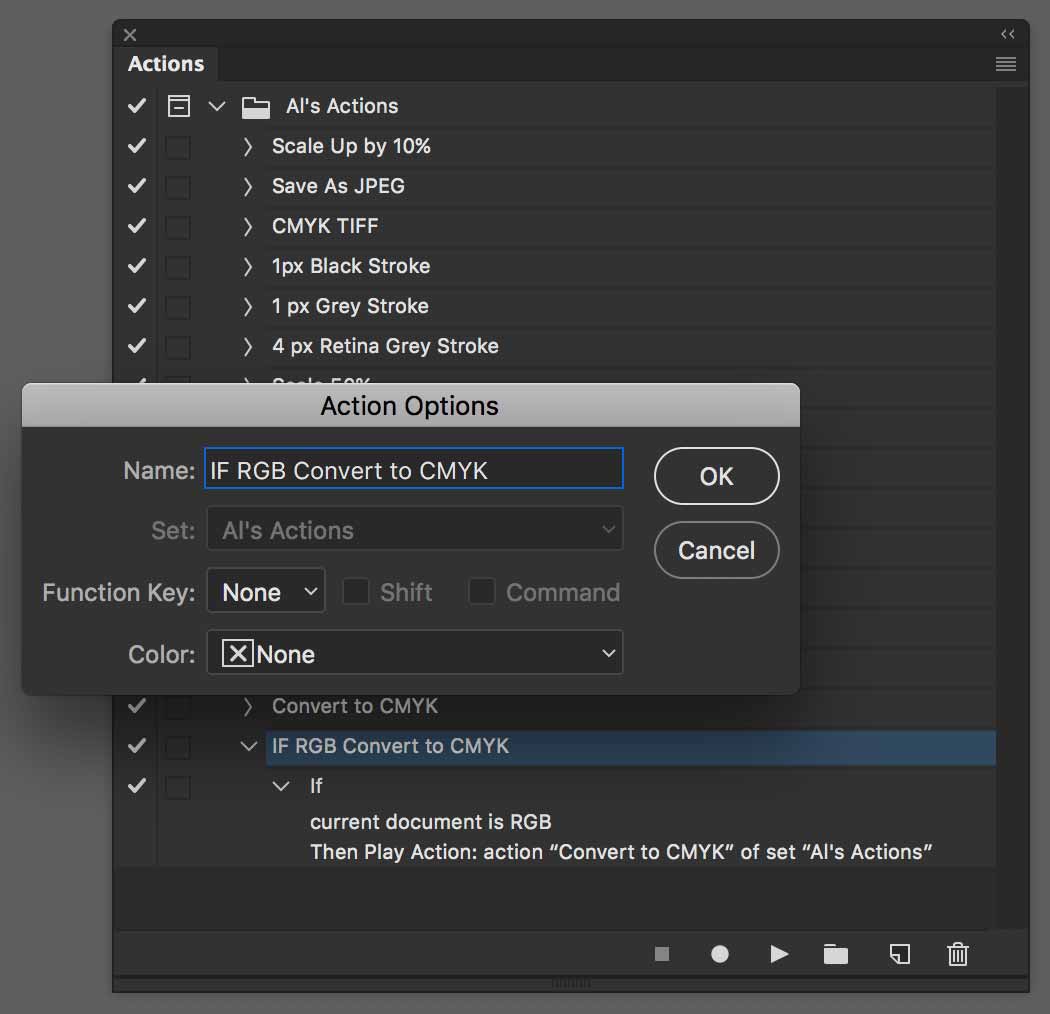 Actions
Al's Actions
Scale Up by 10%
Save As JPEG
CMYK TIFF
1px Black Stroke
1 px Grey Stroke
4 px Retina Grey Stroke
Scale 50%
Action Options
Name: IF RGB Convert to CMYK
OK
Set: Al's Actions
Cancel
Function Key: None Shift Command
Color: None
Convert to CMYK
IF RGB Convert to CMYK
If
current document is RGB
Then Play Action: action “Convert to CMYK” of set “Al's Actions”